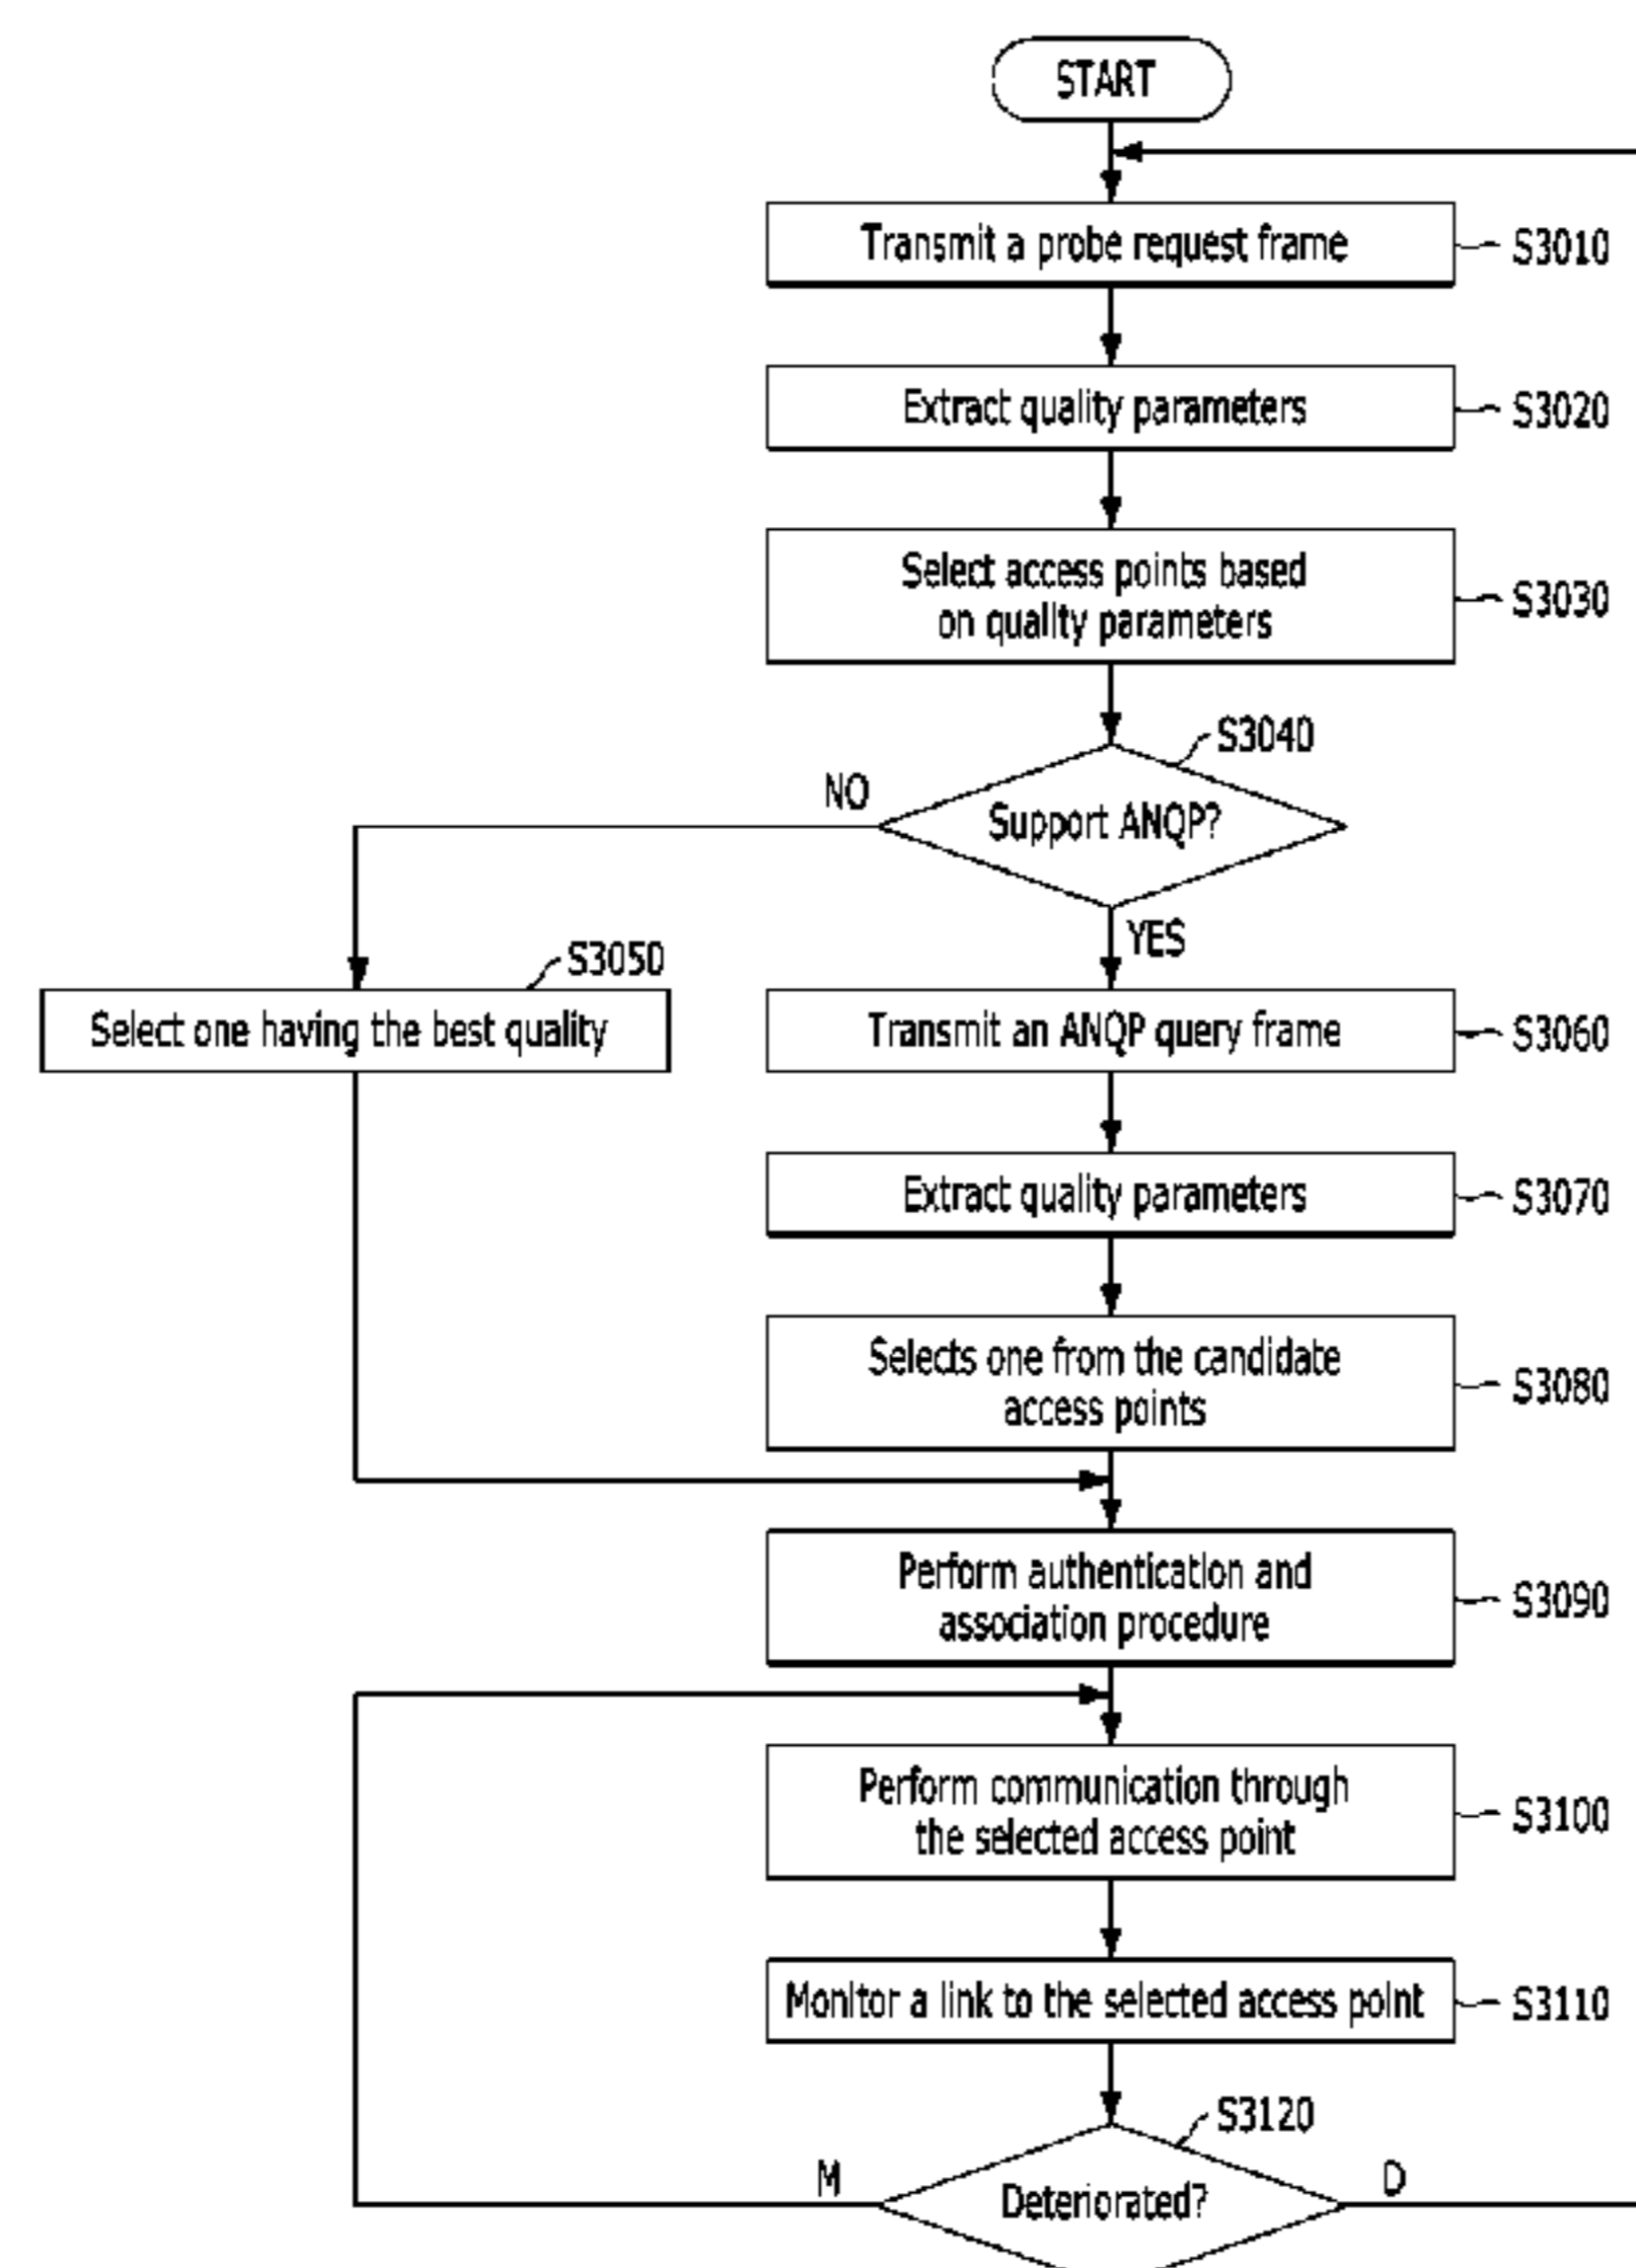 START
Transmit a probe request frame
S3010
Extract quality parameters
S3020
Select access points based
on quality parameters
S3030
S3040
Support ANQP?
NO
YES
S3050
Select one having the best quality
Transmit an ANQP query frame
S3060
Extract quality parameters
S3070
Selects one from the candidate
access points
S3080
Perform authentication and
association procedure
S3090
Perform communication through
the selected access point
S3100
Monitor a link to the selected access point
S3110
S3120
M
Deteriorated?
D